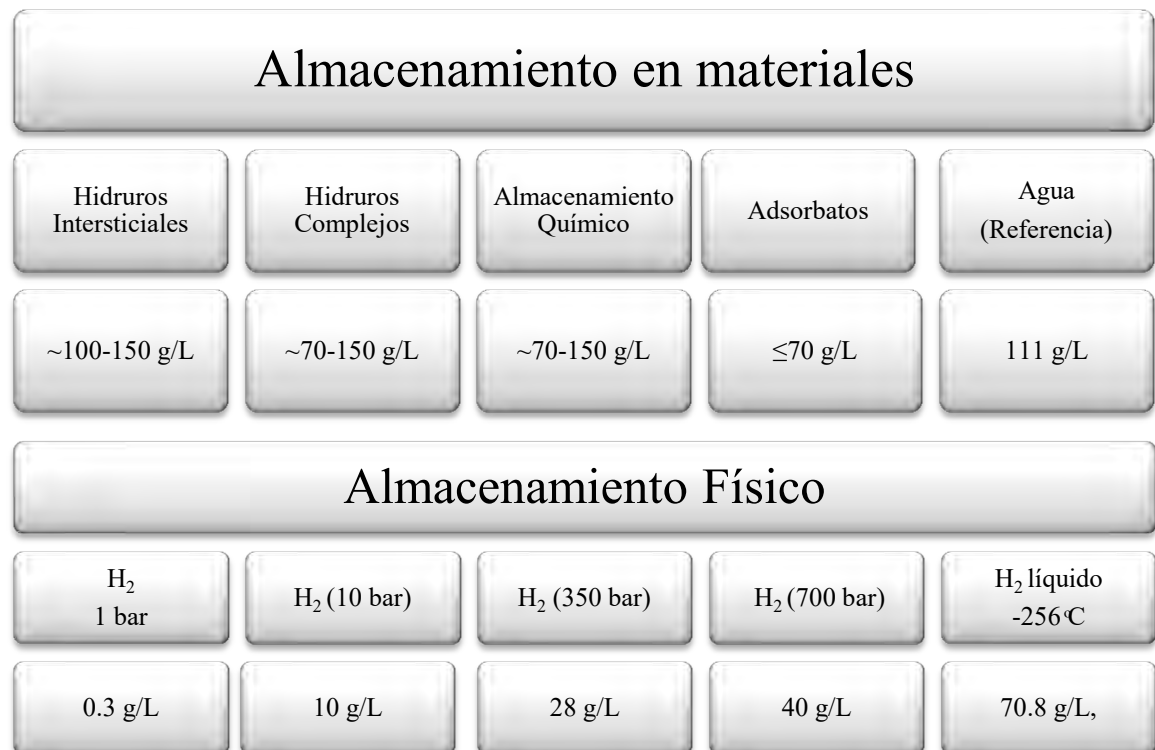 Almacenamiento en materiales
Hidruros
Intersticiales
Hidruros
Complejos
Almacenamiento
Químico
Adsorbatos
Agua
(Referencia)
~100-150 g/L
~70-150 g/L
~70-150 g/L
≤70 g/L
111 g/L
Almacenamiento Físico
H₂
1 bar
H₂ (10 bar)
H₂ (350 bar)
H₂ (700 bar)
H₂ líquido
-256°C
0.3 g/L
10 g/L
28 g/L
40 g/L
70.8 g/L,